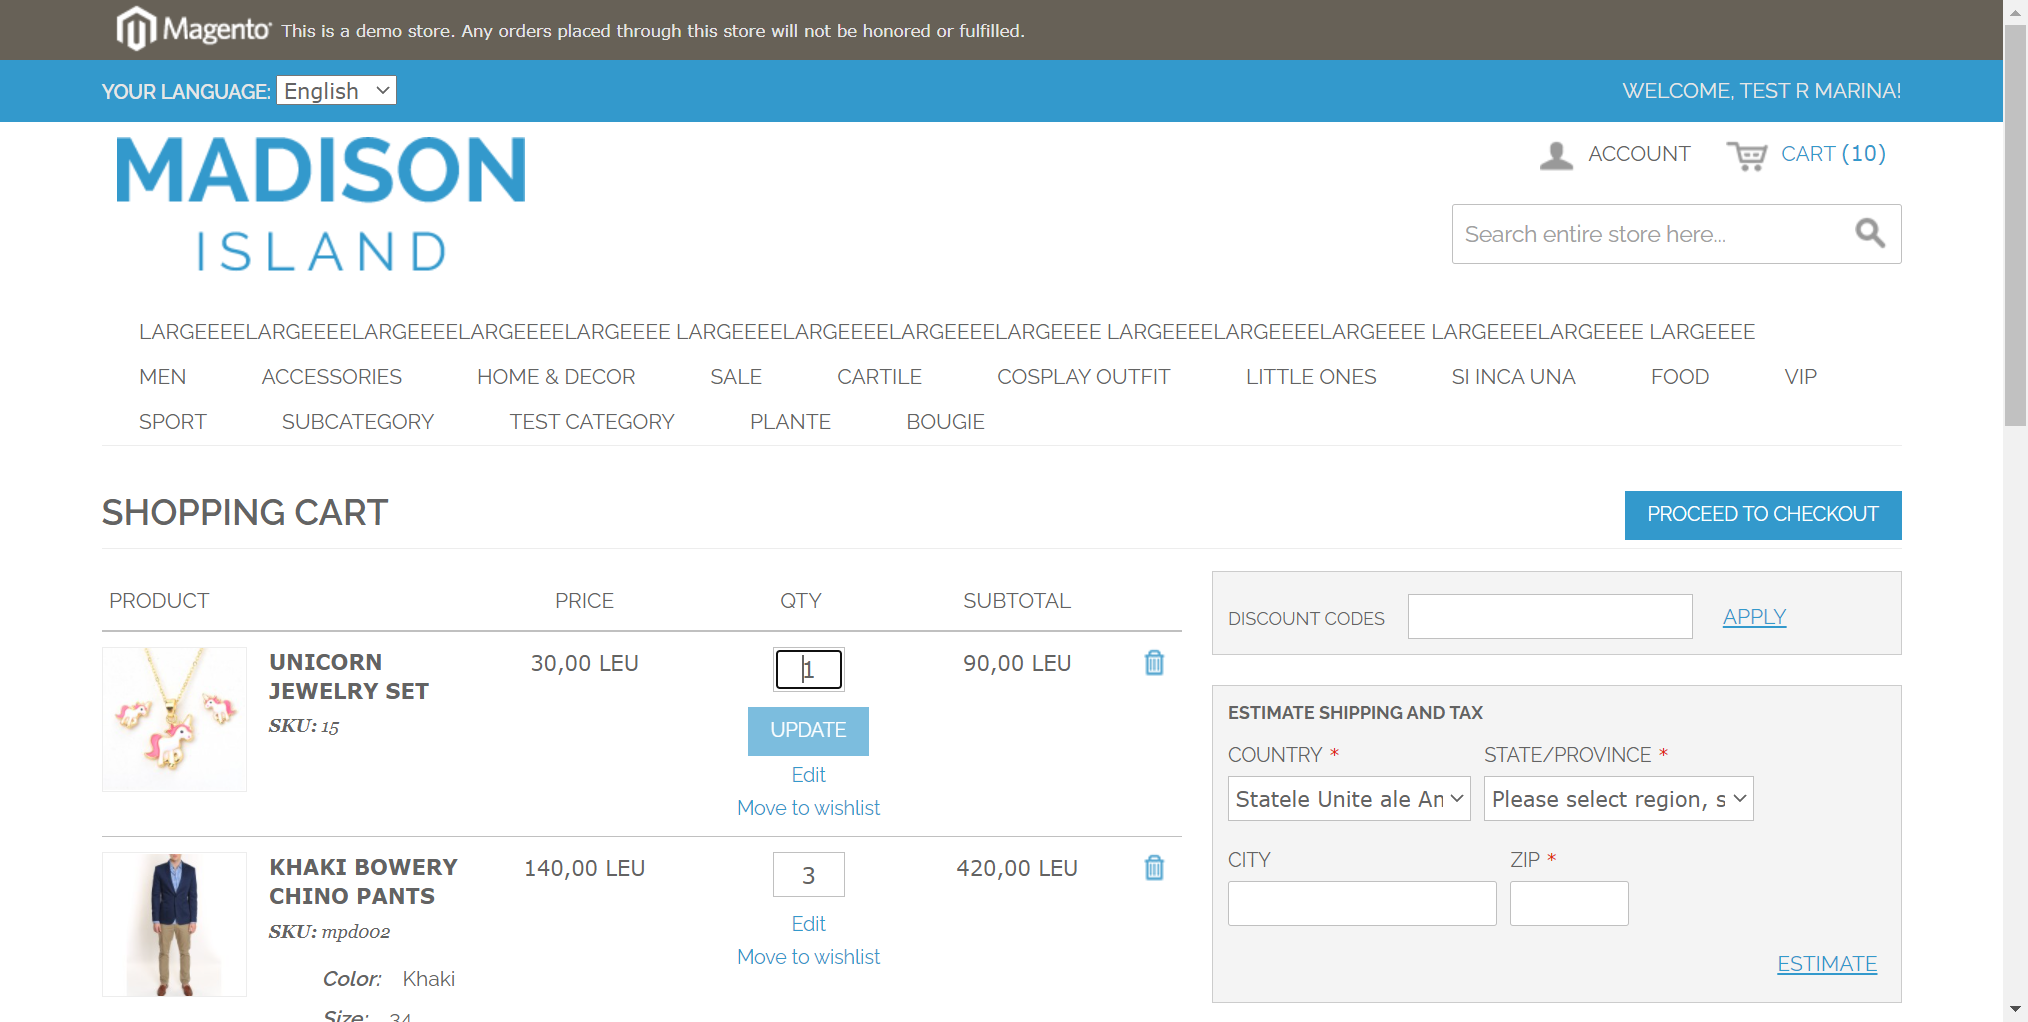 Magento® This is a demo store. Any orders placed through this store will not be honored or fulfilled.
YOUR LANGUAGE: English
WELCOME, TEST R MARINA!
MADISON
ISLAND
ACCOUNT
CART (10)
Search entire store here...
LARGEEEELARGEEEELARGEEEELARGEEEELARGEEEE LARGEEEELARGEEEELARGEEEELARGEEEE LARGEEEELARGEEEELARGEEEE LARGEEEELARGEEEE LARGEEEE
MEN ACCESSORIES HOME & DECOR SALE CARTILE COSPLAY OUTFIT LITTLE ONES SI INCA UNA FOOD VIP
SPORT SUBCATEGORY TEST CATEGORY PLANTE BOUGIE
SHOPPING CART
PROCEED TO CHECKOUT
PRODUCT PRICE QTY SUBTOTAL
UNICORN
JEWELRY SET
SKU: 15
30,00 LEU
1
90,00 LEU
UPDATE
Edit
Move to wishlist
KHAKI BOWERY
CHINO PANTS
SKU: mpd002
Color: Khaki
Size: 34
140,00 LEU
3
420,00 LEU
Edit
Move to wishlist
DISCOUNT CODES
APPLY
ESTIMATE SHIPPING AND TAX
COUNTRY * STATE/PROVINCE *
Statele Unite ale Am Please select region, s
CITY ZIP *
ESTIMATE